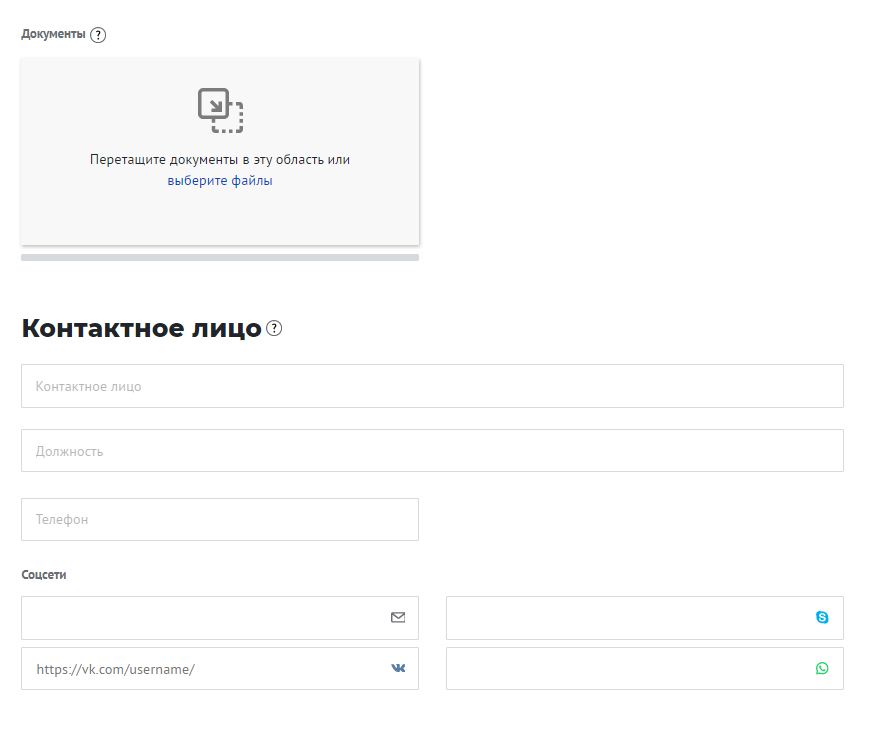 Документы ?
Перетащите документы в эту область или
выберите файлы
Контактное лицо ?
Контактное лицо
Должность
Телефон
Соцсети
https://vk.com/username/